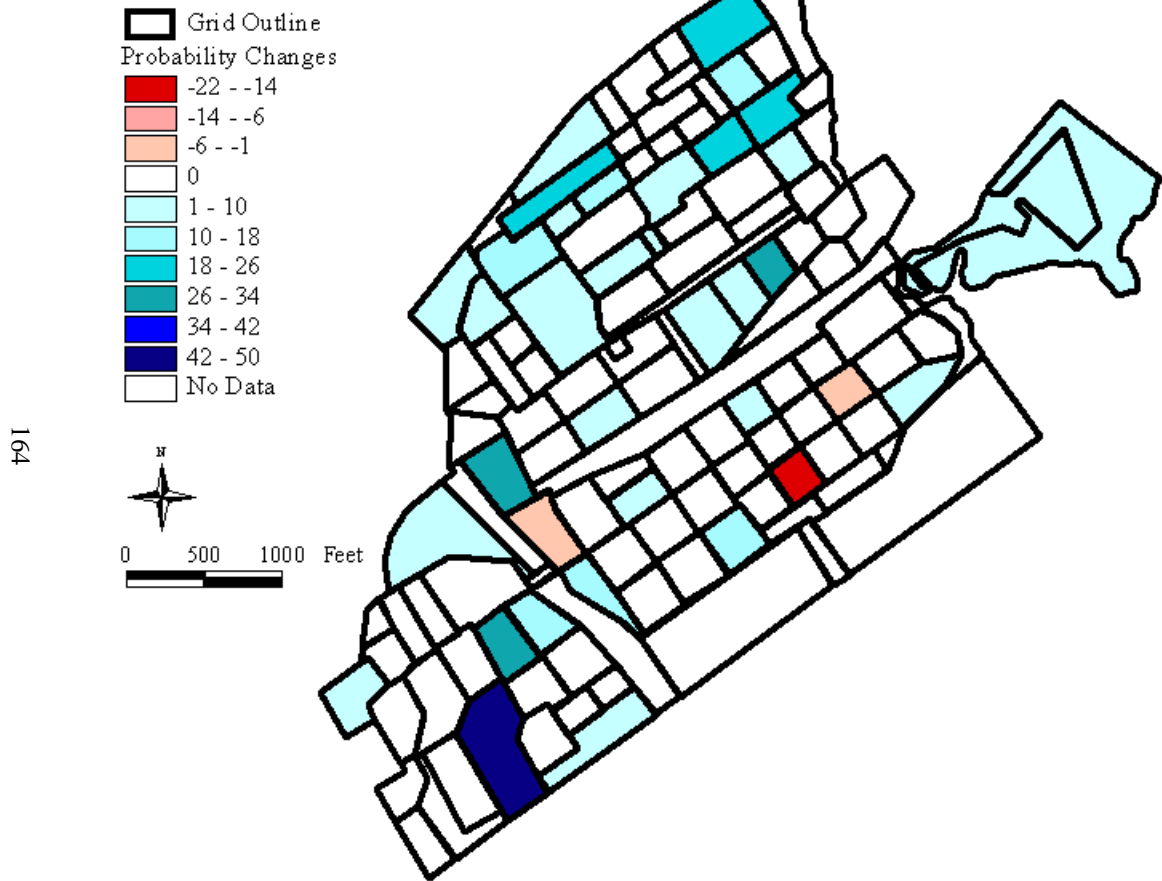 Grid Outline
Probability Changes
-22 - -14
-14 - -6
-6 - -1
0
1 - 10
10 - 18
18 - 26
26 - 34
34 - 42
42 - 50
No Data
164
N
0 500 1000 Feet